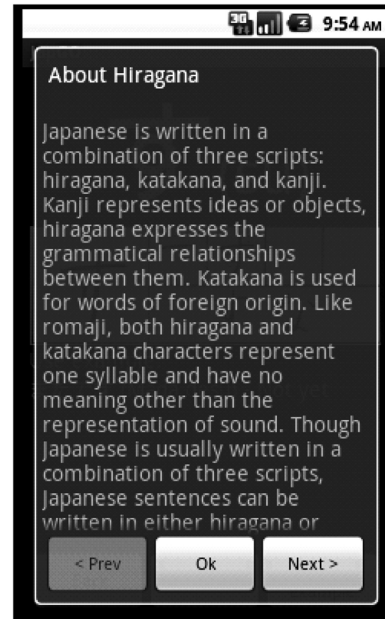 3G 9:54 AM
About Hiragana
Japanese is written in a
combination of three scripts:
hiragana, katakana, and kanji.
Kanji represents ideas or objects,
hiragana expresses the
grammatical relationships
between them. Katakana is used
for words of foreign origin. Like
romaji, both hiragana and
katakana characters represent
one syllable and have no
meaning other than the
representation of sound. Though
Japanese is usually written in a
combination of three scripts,
Japanese sentences can be
written in either hiragana or
< Prev Ok Next >